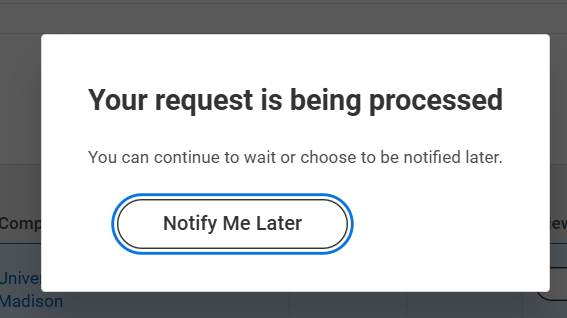 Your request is being processed
You can continue to wait or choose to be notified later.
Notify Me Later
Madison